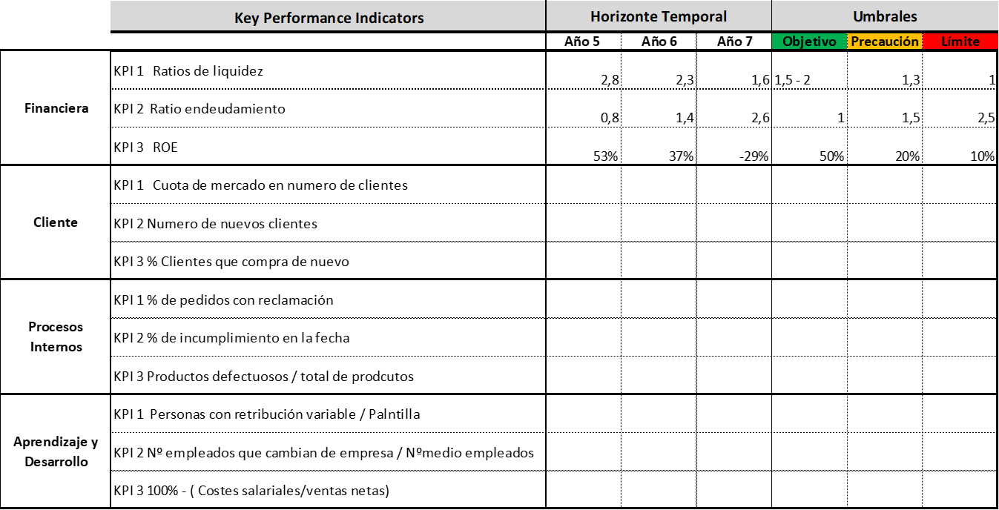 Key Performance Indicators Horizonte Temporal Umbrales
Año 5 Año 6 Año 7 Objetivo Precaución Límite
Financiera
KPI 1 Ratios de liquidez 2,8 2,3 1,6 1,5 - 2 1,3 1
KPI 2 Ratio endeudamiento 0,8 1,4 2,6 1 1,5 2,5
KPI 3 ROE 53% 37% -29% 50% 20% 10%
Cliente
KPI 1 Cuota de mercado en numero de clientes
KPI 2 Numero de nuevos clientes
KPI 3 % Clientes que compra de nuevo
Procesos
Internos
KPI 1 % de pedidos con reclamación
KPI 2 % de incumplimiento en la fecha
KPI 3 Productos defectuosos / total de prodcutos
Aprendizaje y
Desarrollo
KPI 1 Personas con retribución variable / Palntilla
KPI 2 Nº empleados que cambian de empresa / Nºmedio empleados
KPI 3 100% - ( Costes salariales/ventas netas)